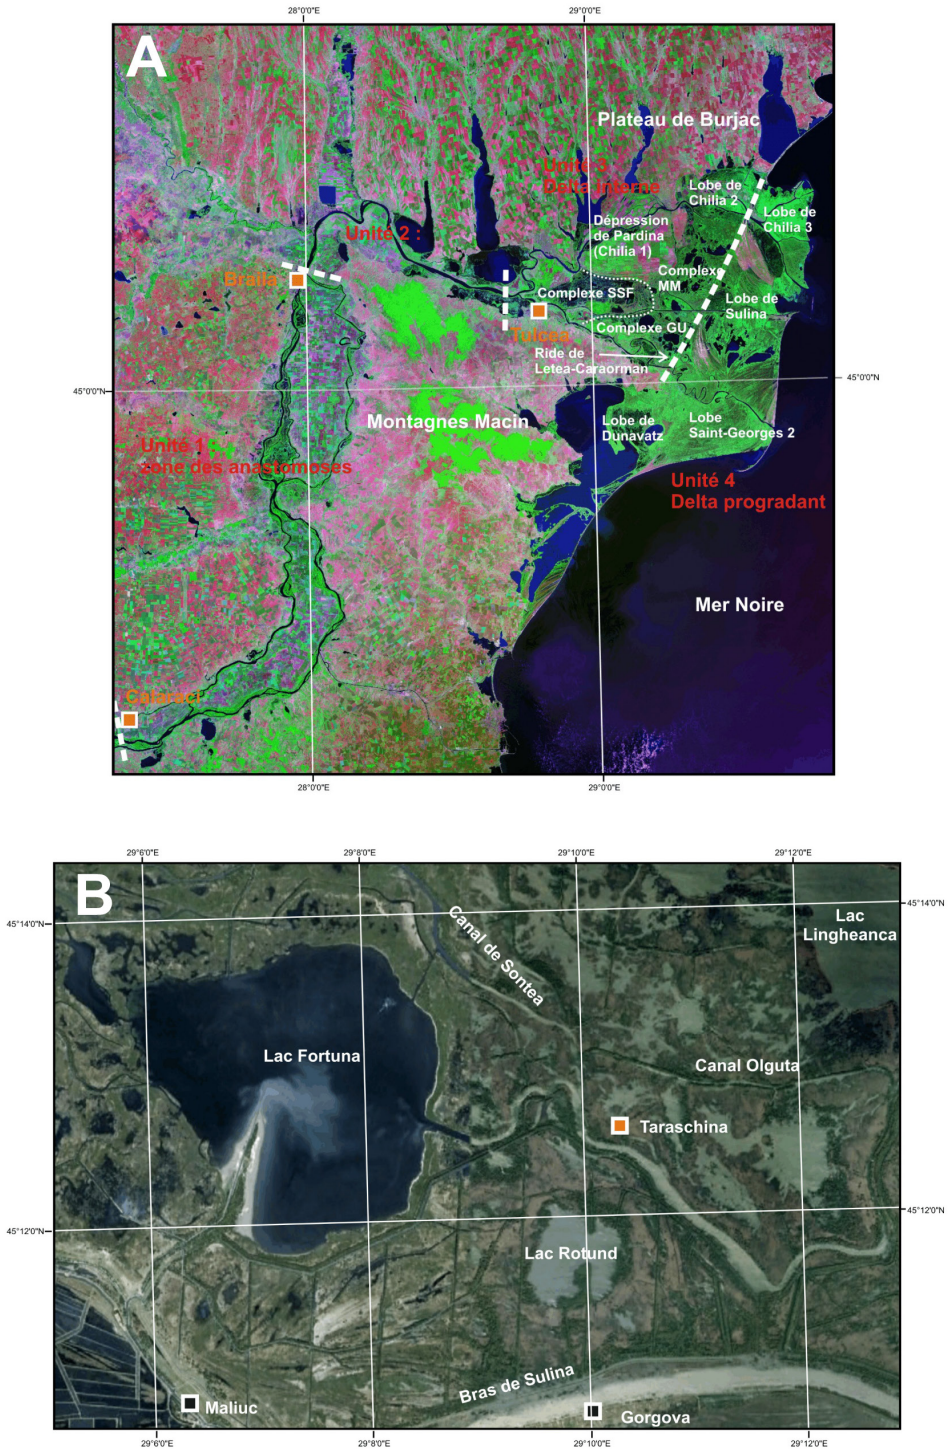 28°0'0"E
29°0'0"E
A
Plateau de Burjac
Unité 3
Delta interne
Lobe de
Chilia 2
Lobe de
Chilia 3
Dépression
de Pardina
(Chilia 1)
Unité 2 :
Braila
Complexe
MM
Complexe SSF
Lobe de
Sulina
Tulcea
Complexe GU
Ride de
Letea-Caraorman
45°0'0"N
45°0'0"N
Montagnes Macin
Lobe de
Dunavatz
Lobe
Saint-Georges 2
Unité 1 :
zone des anastomoses
Unité 4
Delta progradant
Mer Noire
Calaraci
28°0'0"E
29°0'0"E
29°6'0"E
29°8'0"E
29°10'0"E
29°12'0"E
B
45°14'0"N
45°14'0"N
Canal de Sontea
Lac
Lingheanca
Lac Fortuna
Canal Olguta
Taraschina
45°12'0"N
45°12'0"N
Lac Rotund
Bras de Sulina
Maliuc
Gorgova
29°6'0"E
29°8'0"E
29°10'0"E
29°12'0"E